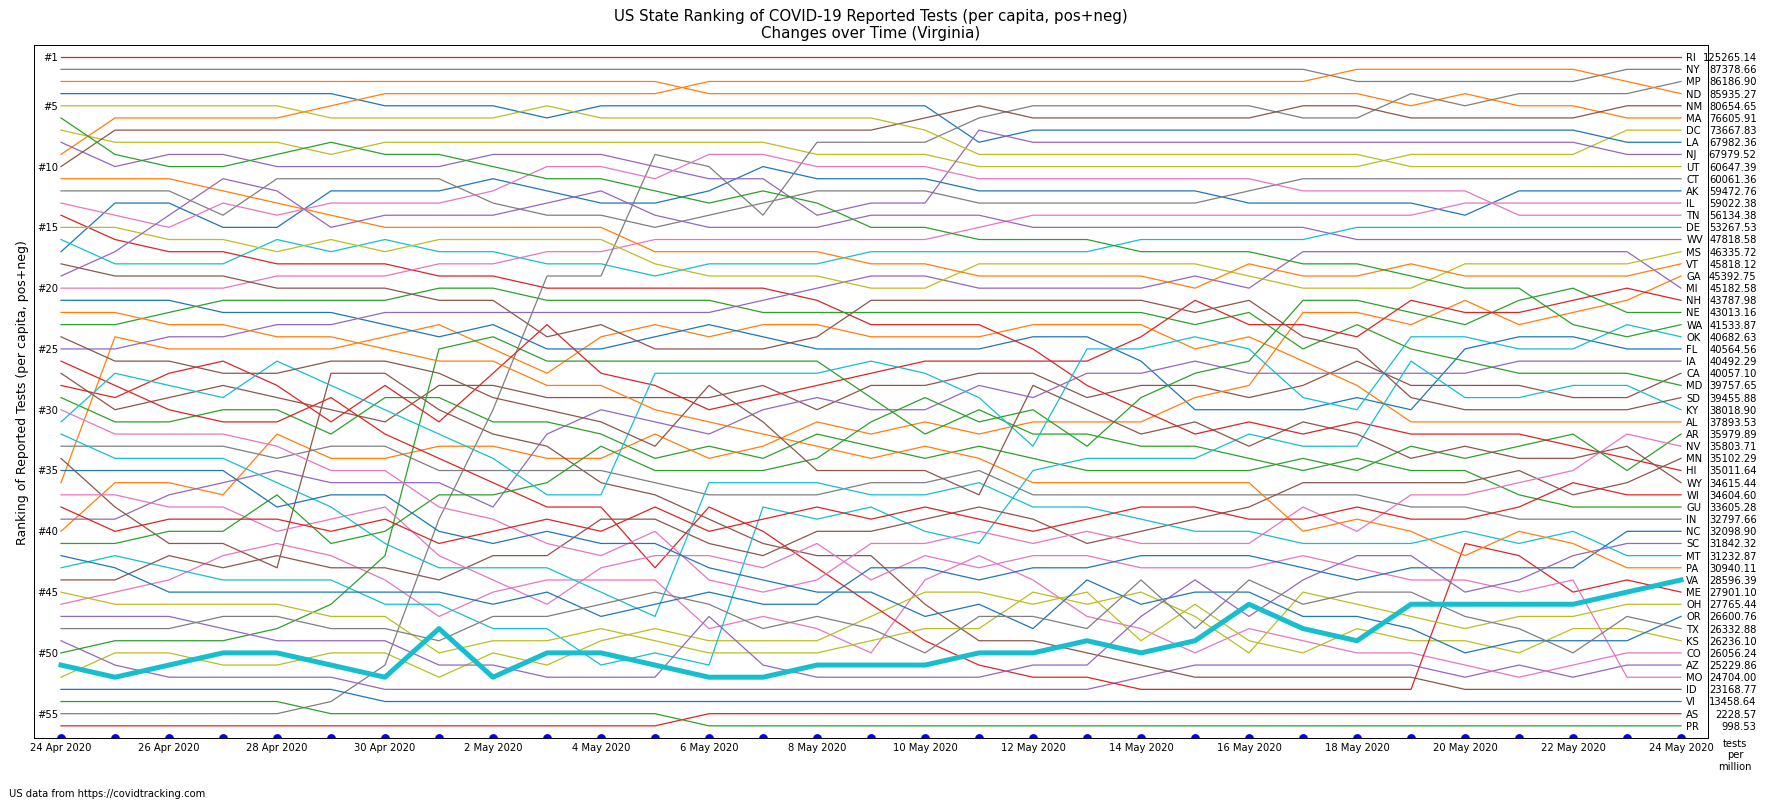 US State Ranking of COVID-19 Reported Tests (per capita, pos+neg)
Changes over Time (Virginia)
Ranking of Reported Tests (per capita, pos+neg)
#1
#5
#10
#15
#20
#25
#30
#35
#40
#45
#50
#55
RI 125265.14
NY 87378.66
MP 86186.90
ND 85935.27
NM 80654.65
MA 76605.91
DC 73667.83
LA 67982.36
NJ 67979.52
UT 60647.39
CT 60061.36
AK 59472.76
IL 59022.38
TN 56134.38
DE 53267.53
WV 47818.58
MS 46335.72
VT 45818.12
GA 45392.75
MI 45182.58
NH 43787.98
NE 43013.16
WA 41533.87
OK 40682.63
FL 40564.56
IA 40492.29
CA 40057.10
MD 39757.65
SD 39455.88
KY 38018.90
AL 37893.53
AR 35979.89
NV 35803.71
MN 35102.29
HI 35011.64
WY 34615.44
WI 34604.60
GU 33605.28
IN 32797.66
NC 32098.90
SC 31842.32
MT 31232.87
PA 30940.11
VA 28596.39
ME 27901.10
OH 27765.44
OR 26600.76
TX 26332.88
KS 26236.10
CO 26056.24
AZ 25229.86
MO 24704.00
ID 23168.77
VI 13458.64
AS 2228.57
PR 998.53
24 Apr 2020 26 Apr 2020 28 Apr 2020 30 Apr 2020 2 May 2020 4 May 2020 6 May 2020 8 May 2020 10 May 2020 12 May 2020 14 May 2020 16 May 2020 18 May 2020 20 May 2020 22 May 2020 24 May 2020
tests
per
million
US data from https://covidtracking.com